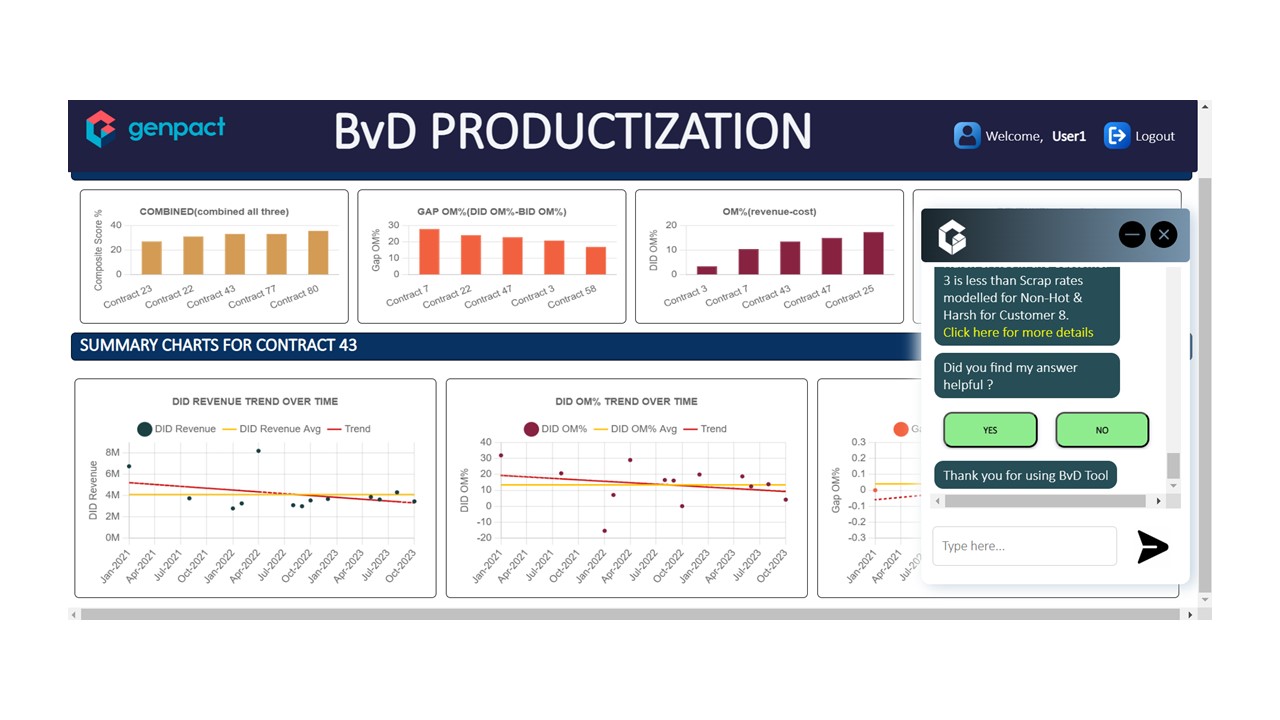 genpact
BvD PRODUCTIZATION
Welcome, User1
Logout
COMBINED(combined all three)
Composite Score %
40
20
0
Contract 23
Contract 22
Contract 43
Contract 77
Contract 80
GAP OM%(DID OM%-BID OM%)
Gap OM%
30
20
10
0
Contract 7
Contract 22
Contract 47
Contract 3
Contract 58
OM%(revenue-cost)
DID OM%
20
10
0
Contract 3
Contract 7
Contract 43
Contract 47
Contract 25
SUMMARY CHARTS FOR CONTRACT 43
DID REVENUE TREND OVER TIME
DID Revenue
DID Revenue Avg
Trend
DID Revenue
8M
6M
4M
2M
0M
Jan-2021
Apr-2021
Jul-2021
Oct-2021
Jan-2022
Apr-2022
Jul-2022
Oct-2022
Jan-2023
Apr-2023
Jul-2023
Oct-2023
DID OM% TREND OVER TIME
DID OM%
DID OM% Avg
Trend
DID OM%
40
30
20
10
0
-10
-20
Jan-2021
Apr-2021
Jul-2021
Oct-2021
Jan-2022
Apr-2022
Jul-2022
Oct-2022
Jan-2023
Apr-2023
Jul-2023
Oct-2023
Gap OM%
0.3
0.2
0.1
0
-0.1
-0.2
-0.3
Jan-2021
Apr-2021
3 is less than Scrap rates
modelled for Non-Hot &
Harsh for Customer 8.
Click here for more details
Did you find my answer
helpful ?
YES
NO
Thank you for using BvD Tool
Type here...